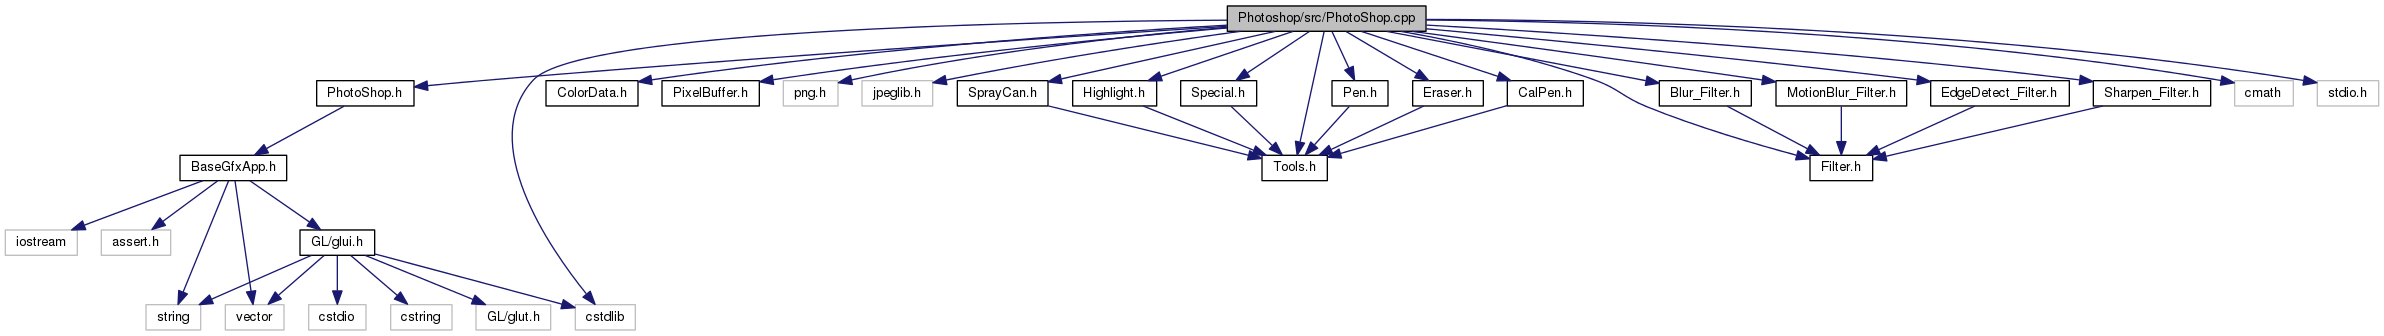 Photoshop/src/PhotoShop.cpp
PhotoShop.h
ColorData.h
PixelBuffer.h
png.h
jpeglib.h
SprayCan.h
Highlight.h
Special.h
Pen.h
Eraser.h
CalPen.h
Blur_Filter.h
MotionBlur_Filter.h
EdgeDetect_Filter.h
Sharpen_Filter.h
cmath
stdio.h
BaseGfxApp.h
Tools.h
Filter.h
iostream
assert.h
GL/glui.h
string
vector
cstdio
cstring
GL/glut.h
cstdlib